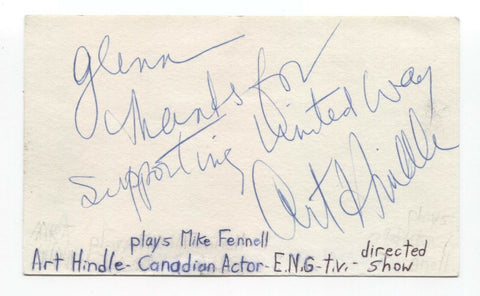 Glenn
Thanks for
supporting United Way
Art Hindle
plays Mike Fennell
Art Hindle - Canadian Actor - E.N.G - t.v. - directed show